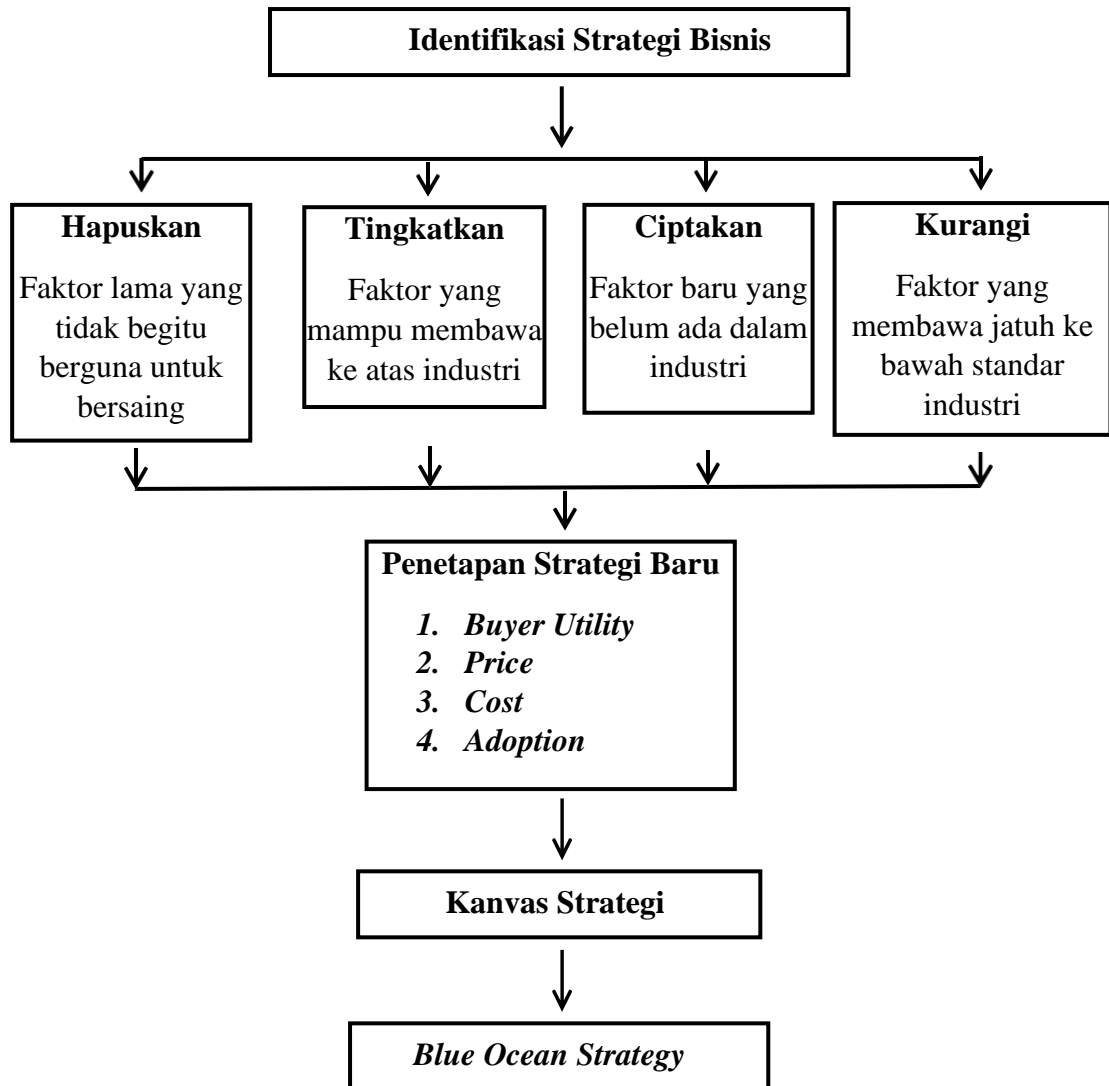 Identifikasi Strategi Bisnis
Hapuskan
Faktor lama yang
tidak begitu
berguna untuk
bersaing
Tingkatkan
Faktor yang
mampu membawa
ke atas industri
Ciptakan
Faktor baru yang
belum ada dalam
industri
Kurangi
Faktor yang
membawa jatuh ke
bawah standar
industri
Penetapan Strategi Baru
1. Buyer Utility
2. Price
3. Cost
4. Adoption
Kanvas Strategi
Blue Ocean Strategy